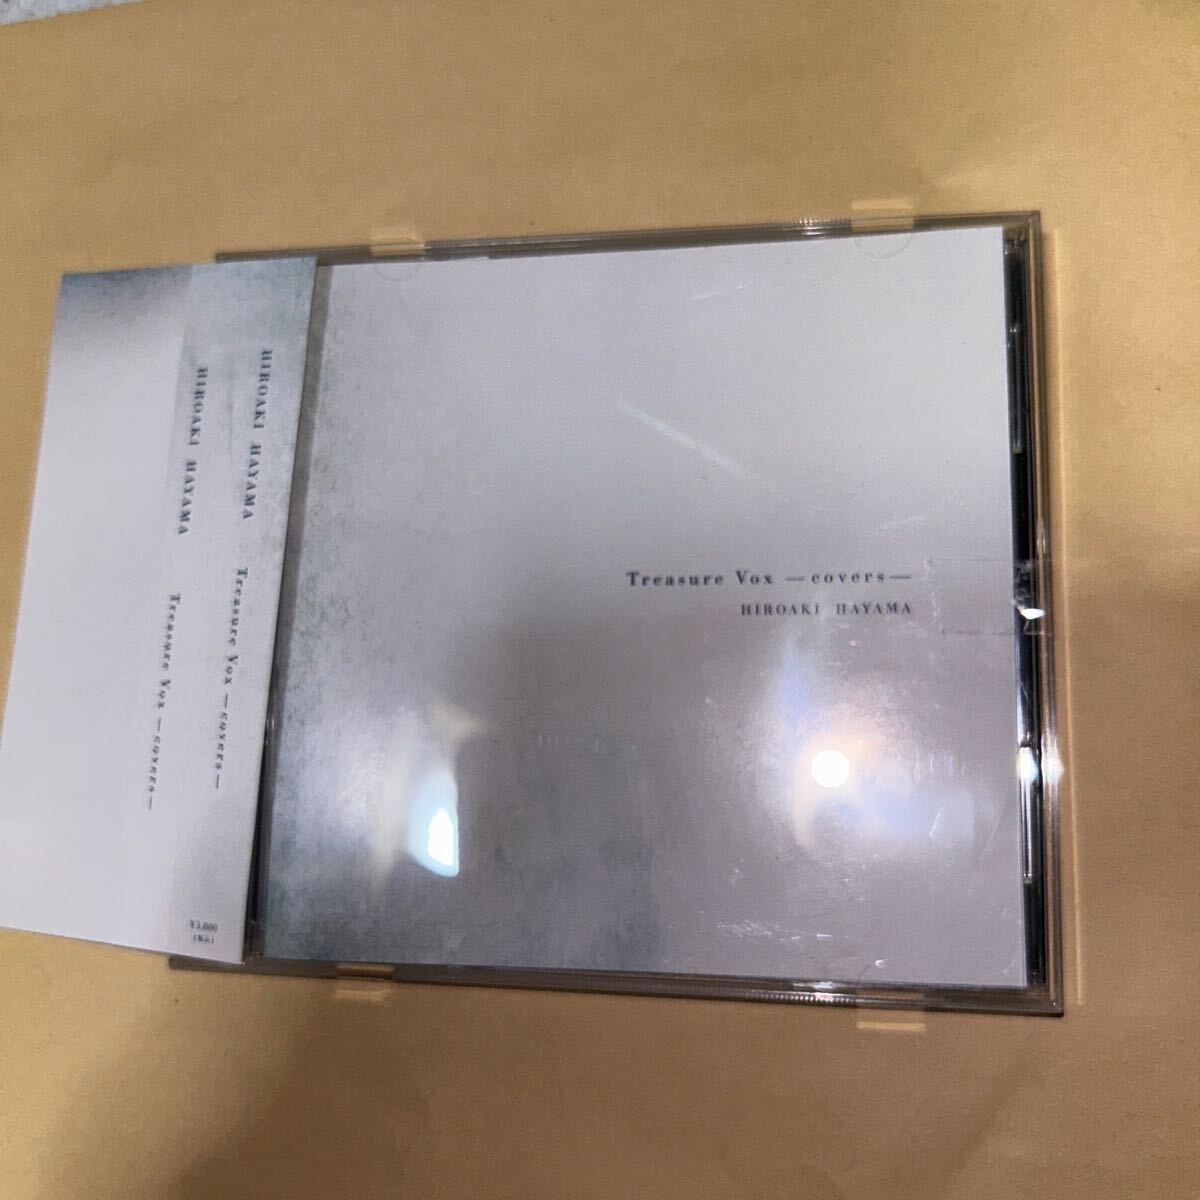 HIROAKI HAYAMA Treasure Vox —covers—
HIROAKI HAYAMA Treasure Vox —covers—
¥3,000
Treasure Vox —covers—
HIROAKI HAYAMA